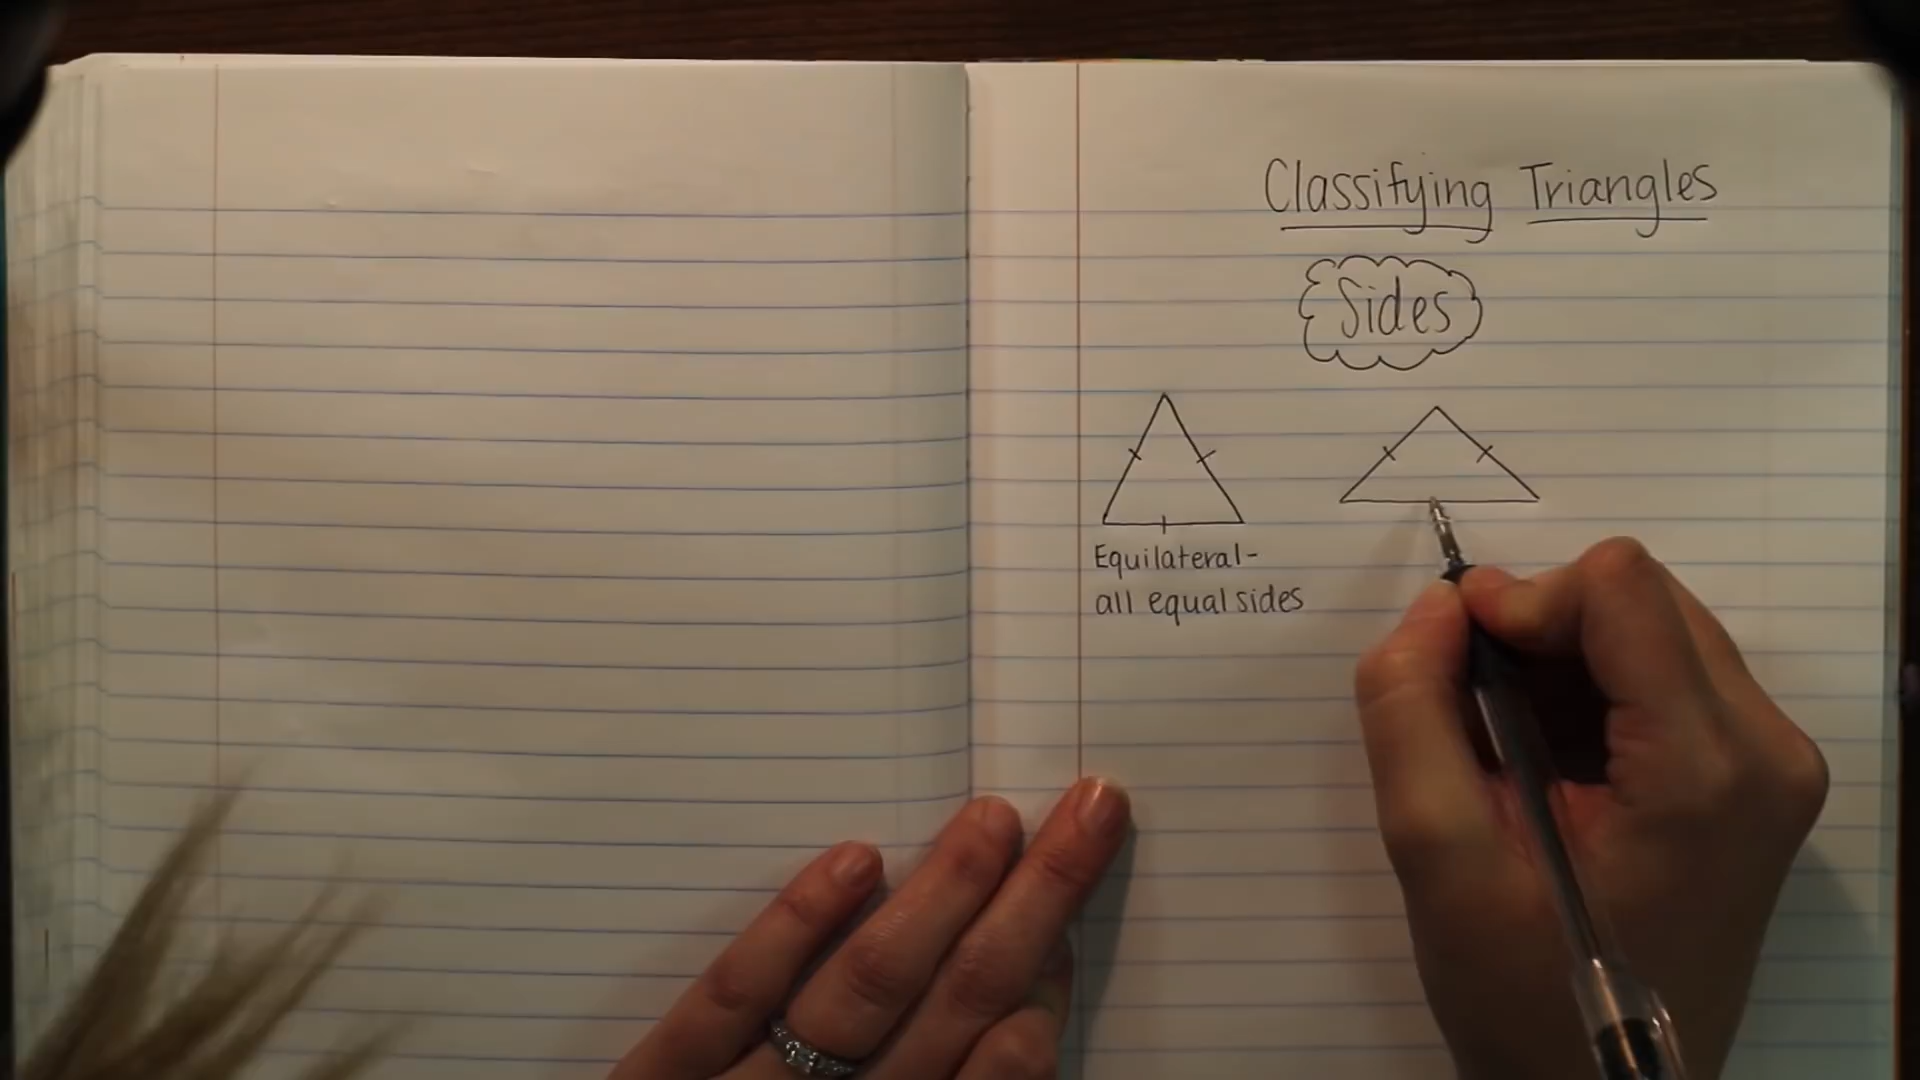 Classifying Triangles
Sides
Equilateral-
all equal sides